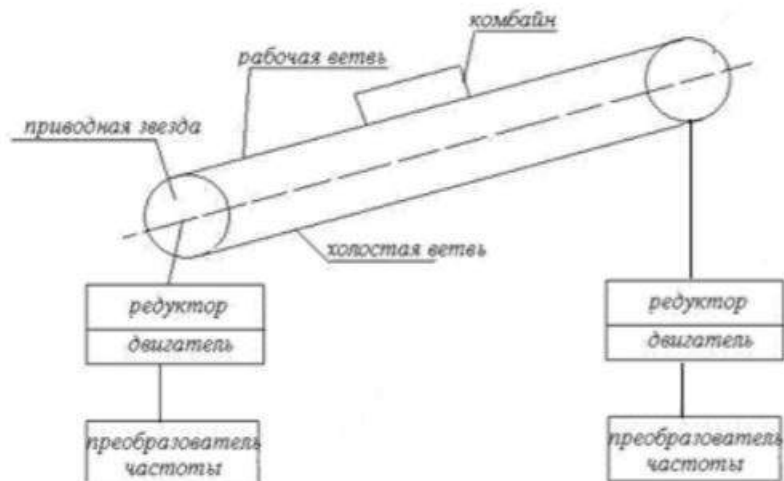 комбайн
рабочая ветвь
приводная звезда
холостая ветвь
редуктор
двигатель
преобразователь
частоты
редуктор
двигатель
преобразователь
частоты